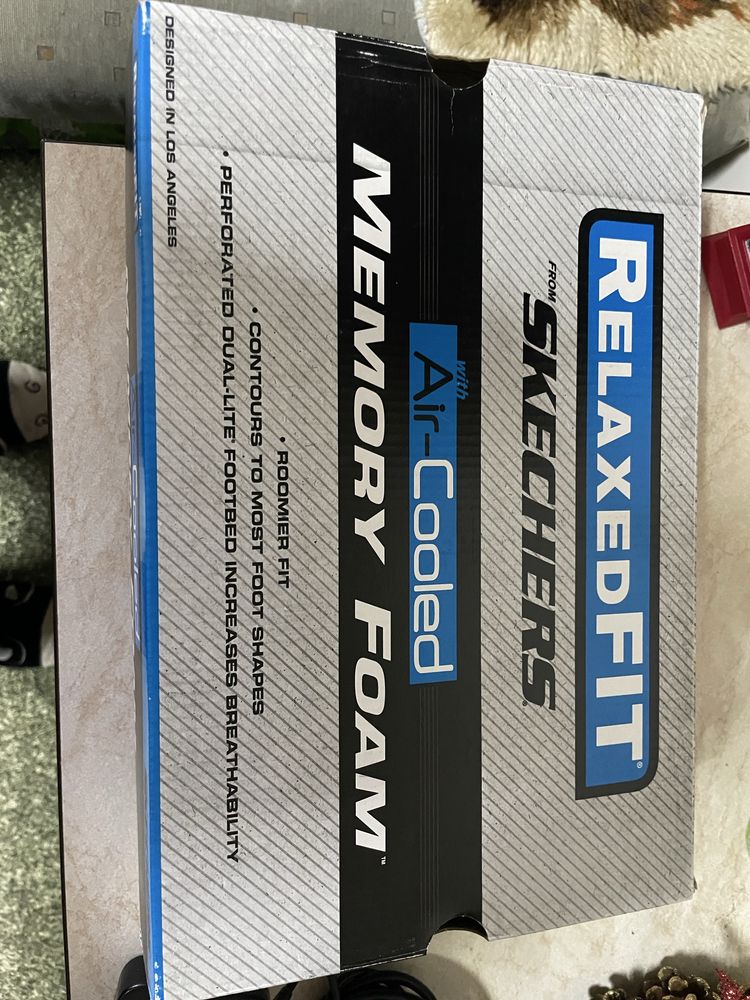 RELAXED FIT®
FROM SKECHERS®
with Air-Cooled
MEMORY FOAM™
• ROOMIER FIT
• CONTOURS TO MOST FOOT SHAPES
• PERFORATED DUAL-LITE FOOTBED INCREASES BREATHABILITY
DESIGNED IN LOS ANGELES